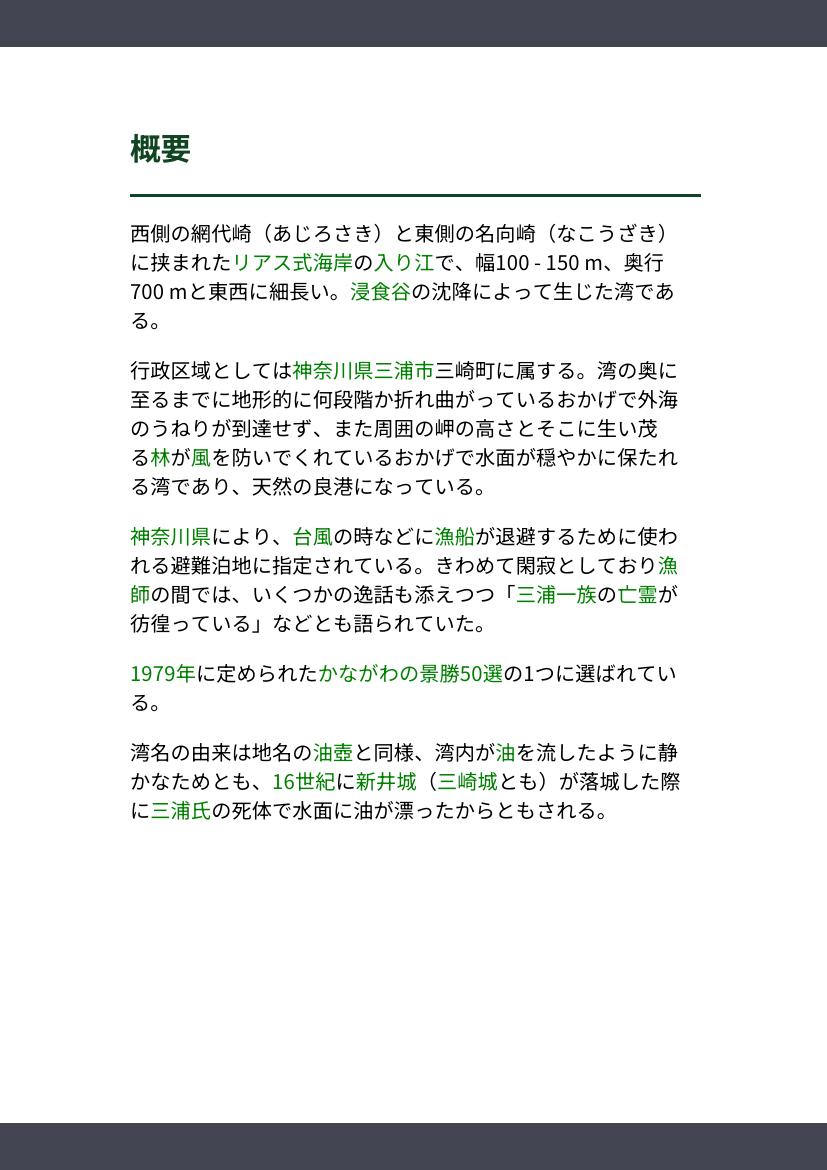 概要
西側の網代崎（あじろさき）と東側の名向崎（なこうざき）
に挟まれたリアス式海岸の入り江で、幅100 - 150 m、奥行
700 mと東西に細長い。浸食谷の沈降によって生じた湾であ
る。
行政区域としては神奈川県三浦市三崎町に属する。湾の奥に
至るまでに地形的に何段階か折れ曲がっているおかげで外海
のうねりが到達せず、また周囲の岬の高さとそこに生い茂
る林が風を防いでくれているおかげで水面が穏やかに保たれ
る湾であり、天然の良港になっている。
神奈川県により、台風の時などに漁船が退避するために使わ
れる避難泊地に指定されている。きわめて閑寂としており漁
師の間では、いくつかの逸話も添えつつ「三浦一族の亡霊が
彷徨っている」などとも語られていた。
1979年に定められたかながわの景勝50選の1つに選ばれてい
る。
湾名の由来は地名の油壺と同様、湾内が油を流したように静
かなためとも、16世紀に新井城（三崎城とも）が落城した際
に三浦氏の死体で水面に油が漂ったからともされる。